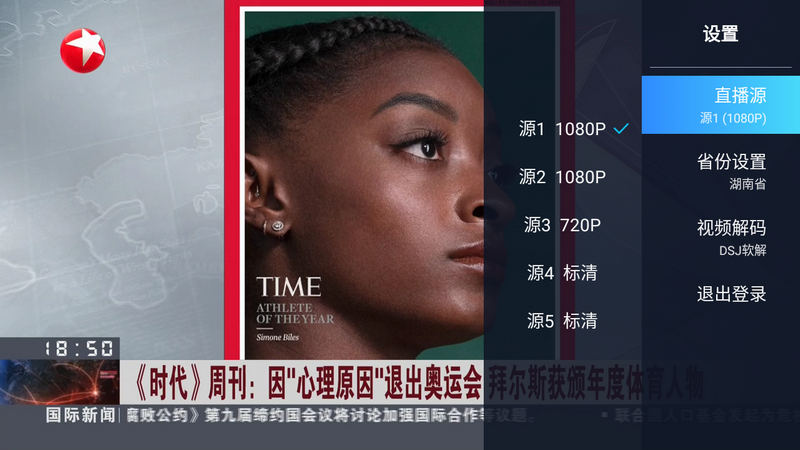 TIME
ATHLETE
OF THE YEAR
Simone Biles
18:50
《时代》周刊：因"心理原因"退出奥运会 拜尔斯获颁年度体育人物
国际新闻
腐败公约》第九届缔约国会议将讨论加强国际合作等议题。
源1 1080P
源2 1080P
源3 720P
源4 标清
源5 标清
设置
直播源
源1 (1080P)
省份设置
湖南省
视频解码
DSJ软解
退出登录